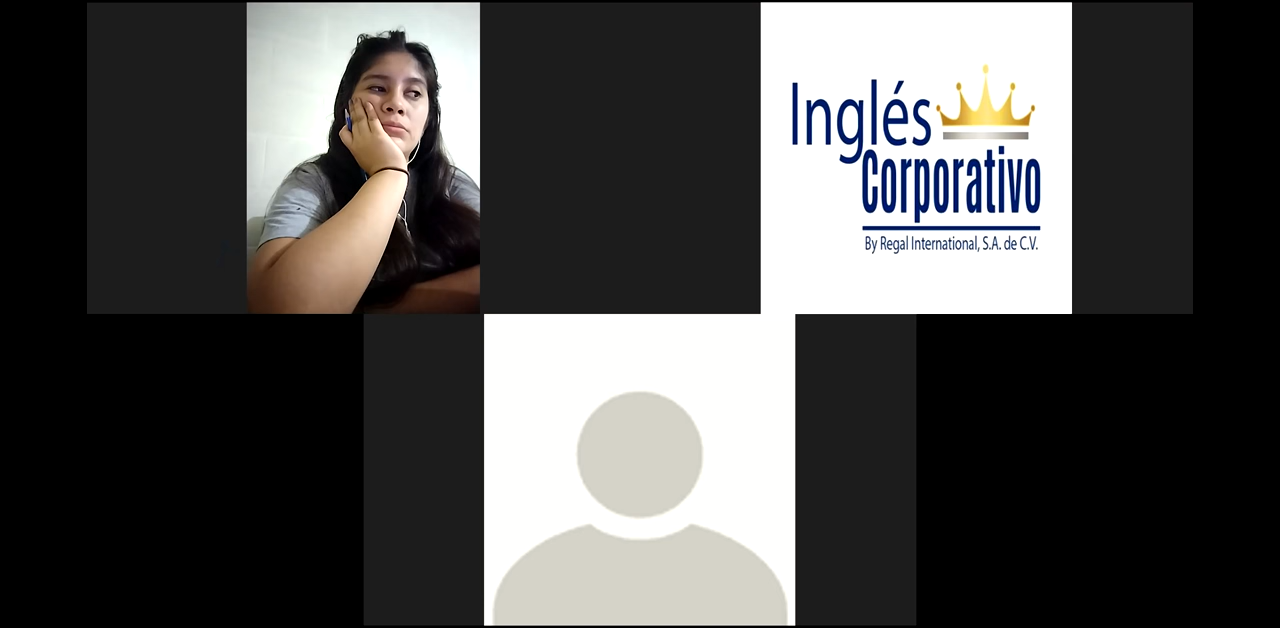 Inglés
Corporativo
By Regal International, S.A. de C.V.